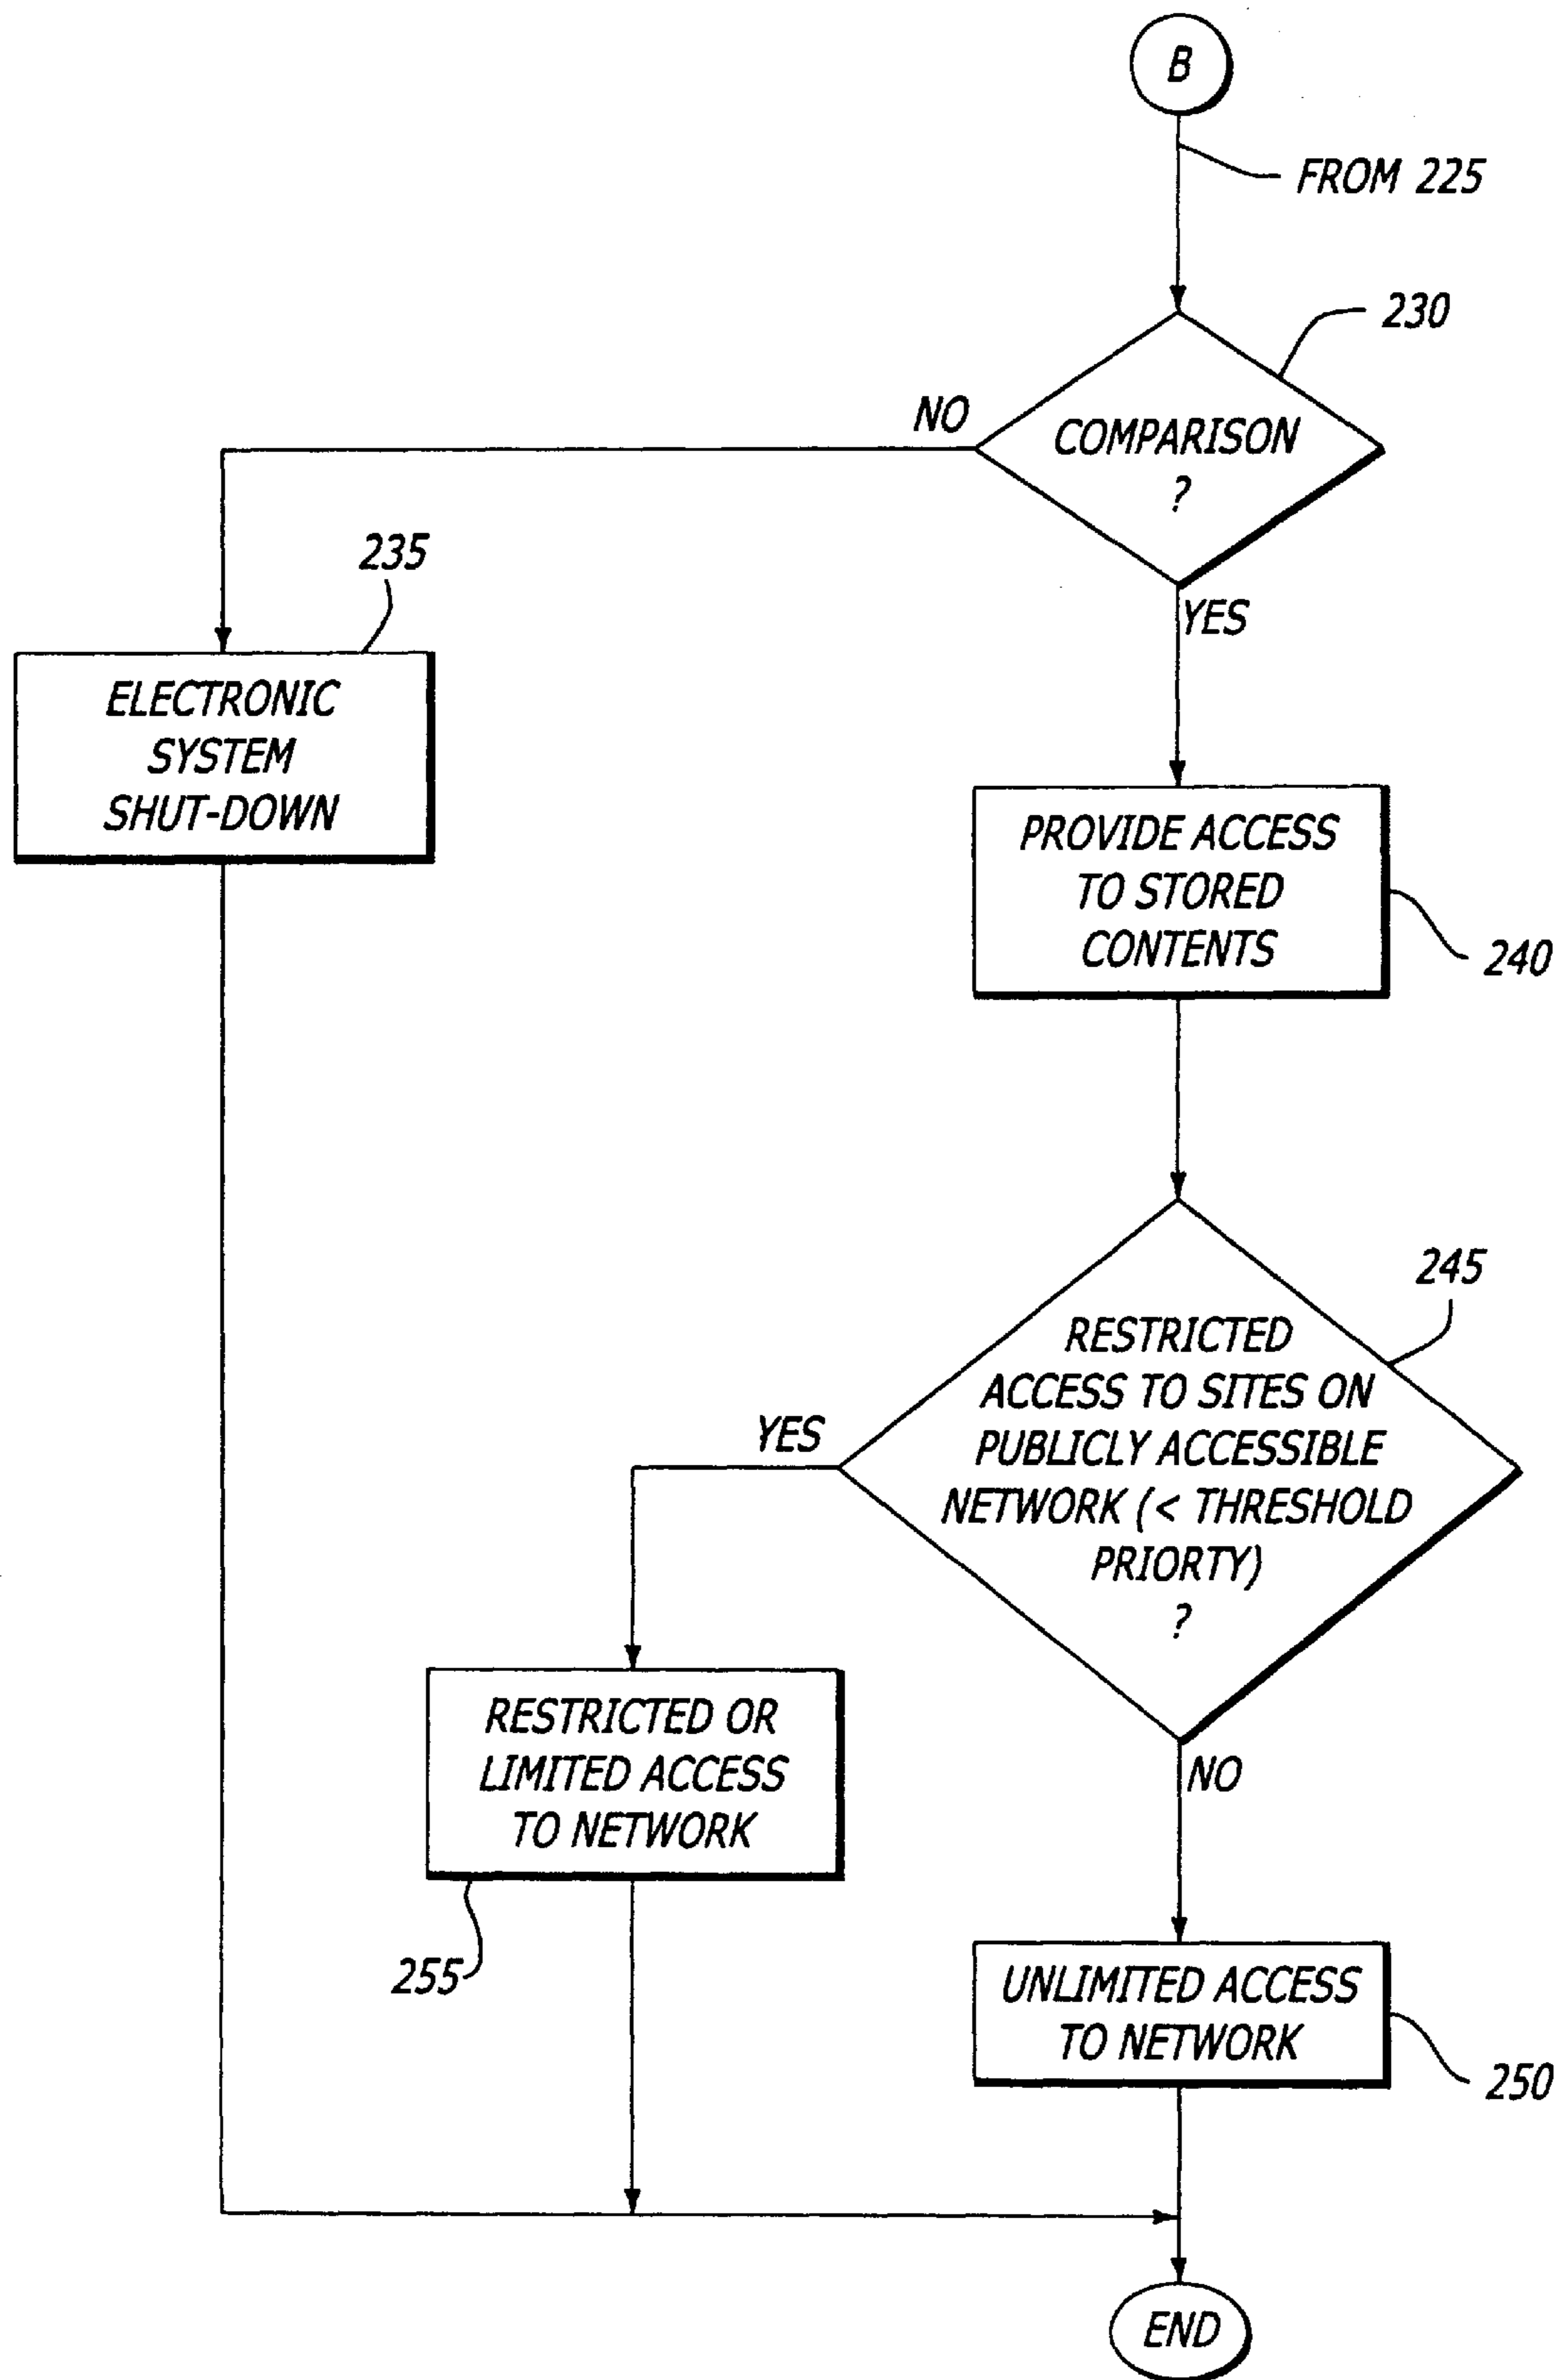 B
FROM 225
230
NO
COMPARISON
?
YES
235
ELECTRONIC
SYSTEM
SHUT-DOWN
PROVIDE ACCESS
TO STORED
CONTENTS
240
245
RESTRICTED
ACCESS TO SITES ON
PUBLICLY ACCESSIBLE
NETWORK (< THRESHOLD
PRIORTY)
?
YES
NO
RESTRICTED OR
LIMITED ACCESS
TO NETWORK
255
UNLIMITED ACCESS
TO NETWORK
250
END